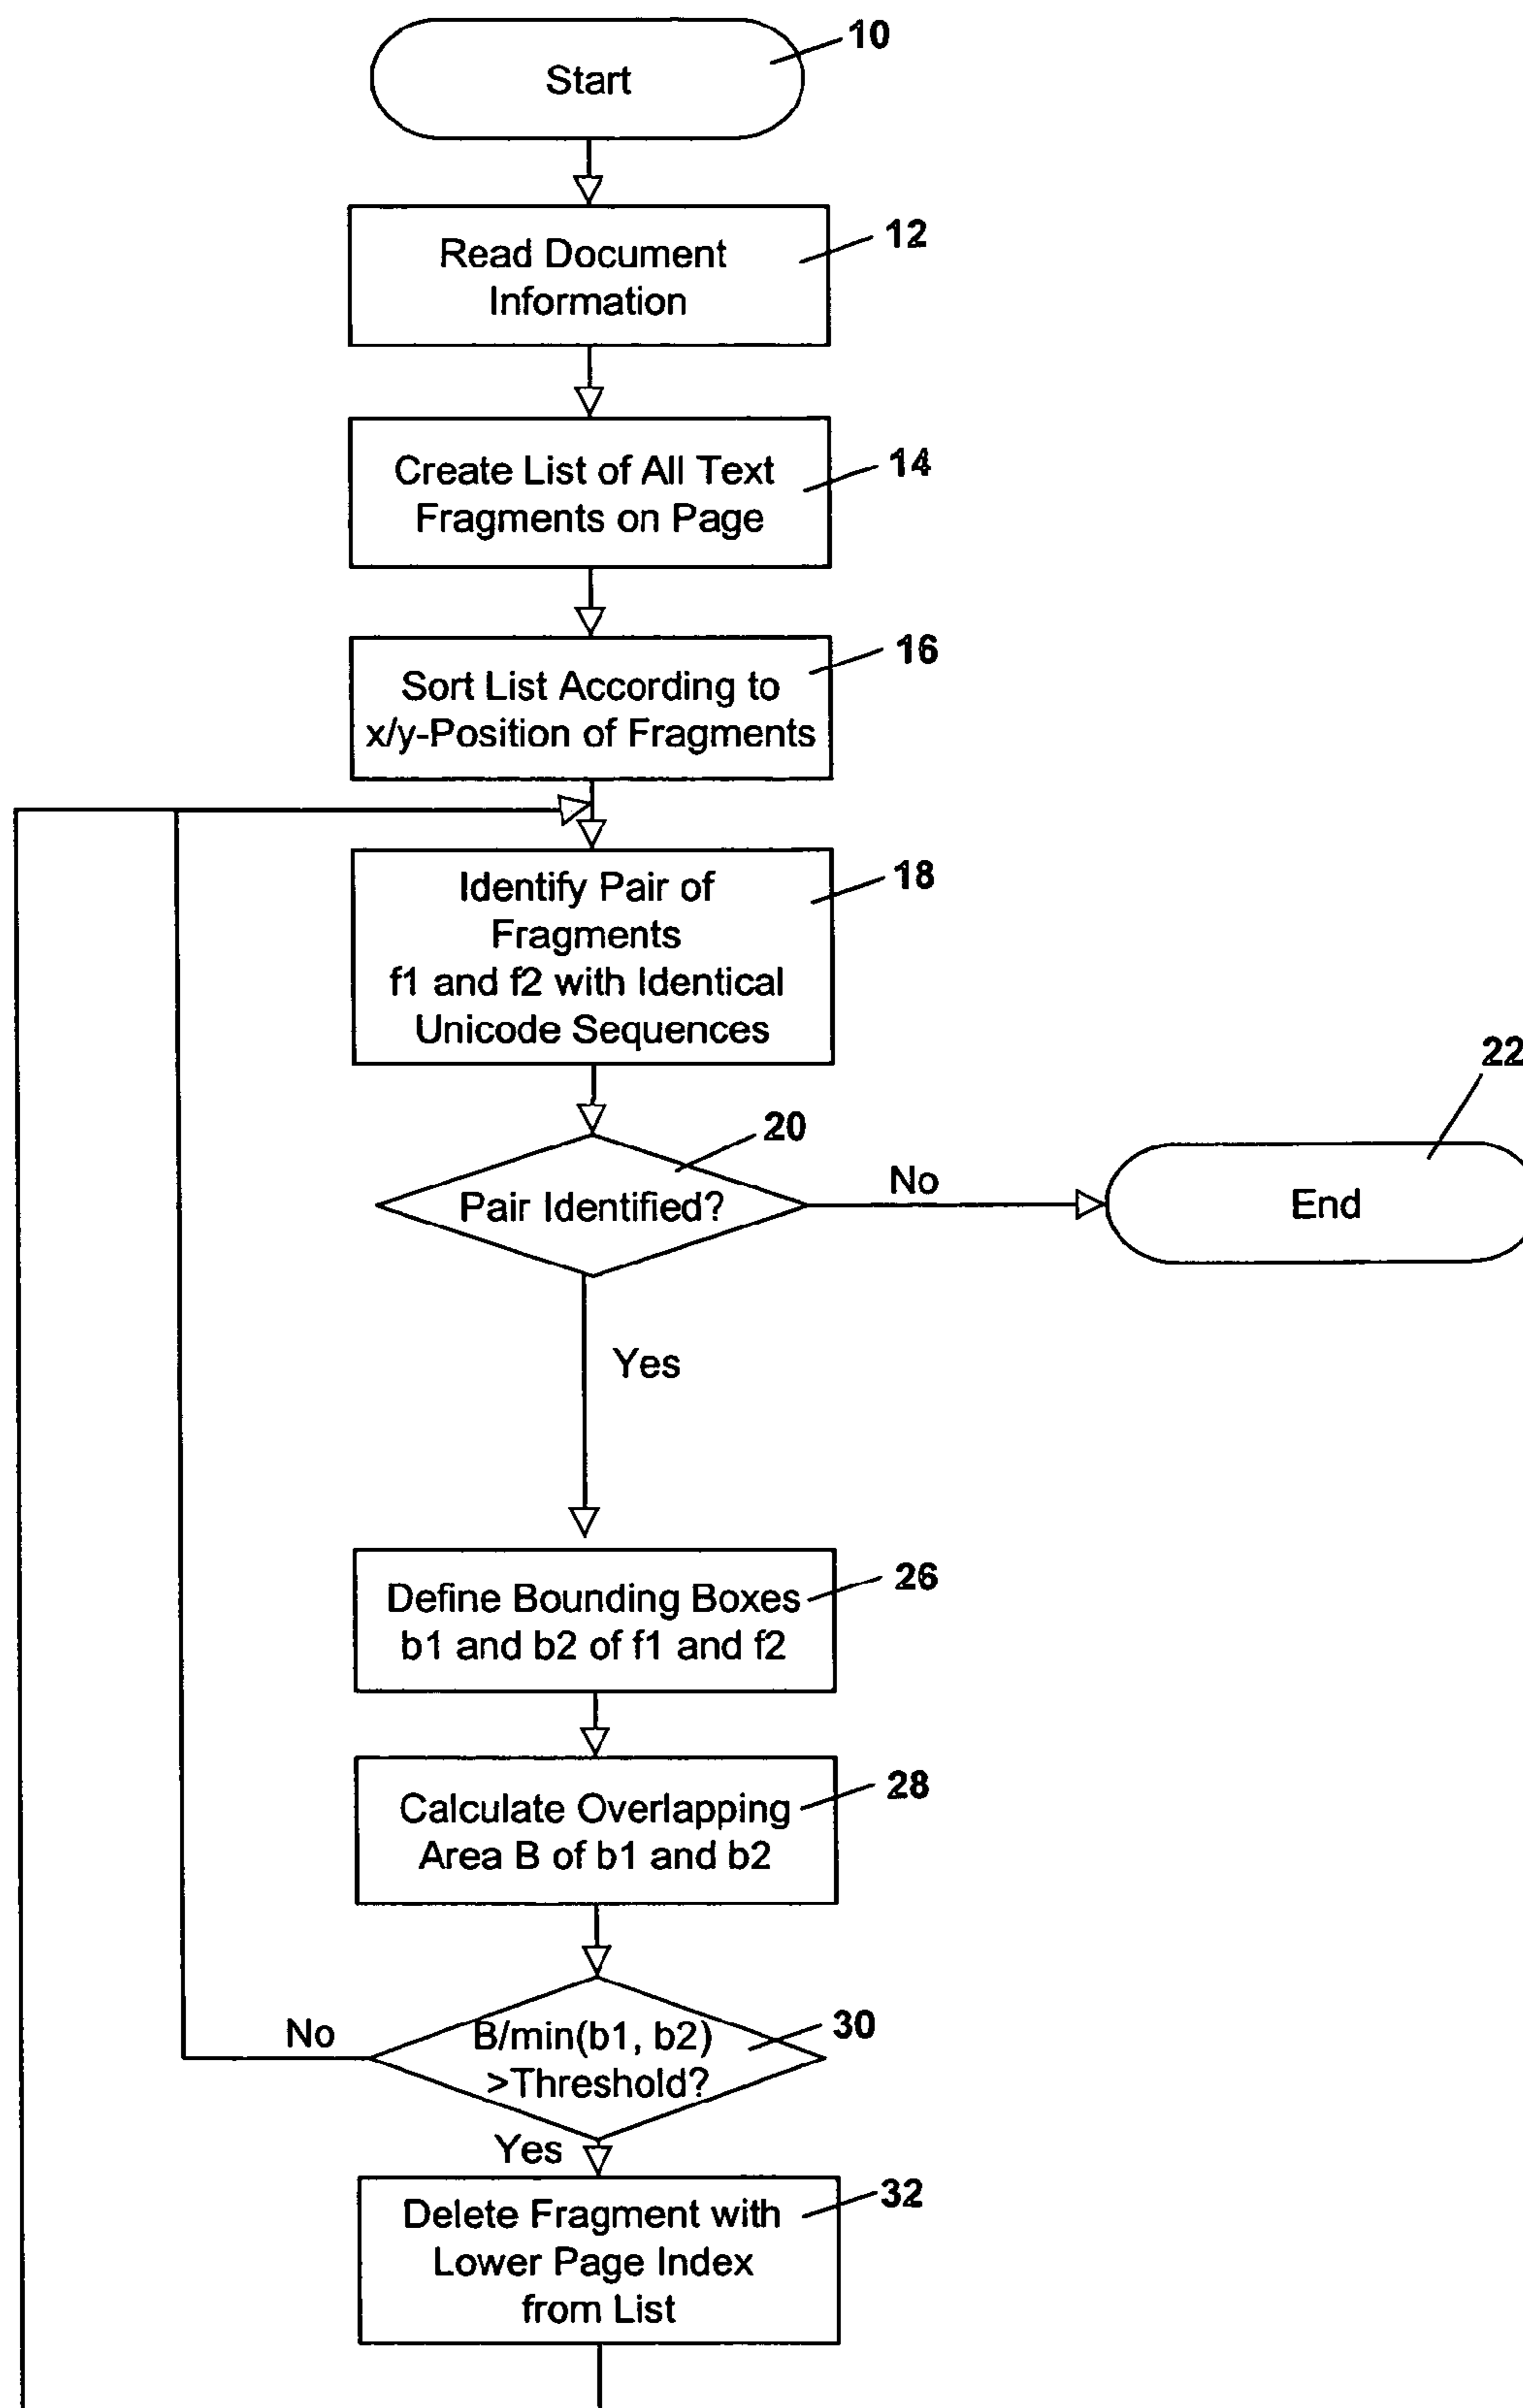 10
Start
12
Read Document
Information
14
Create List of All Text
Fragments on Page
16
Sort List According to
x/y-Position of Fragments
18
Identify Pair of
Fragments
f1 and f2 with Identical
Unicode Sequences
20
Pair Identified?
No
22
End
Yes
26
Define Bounding Boxes
b1 and b2 of f1 and f2
28
Calculate Overlapping
Area B of b1 and b2
30
B/min(b1, b2)
>Threshold?
No
Yes
32
Delete Fragment with
Lower Page Index
from List